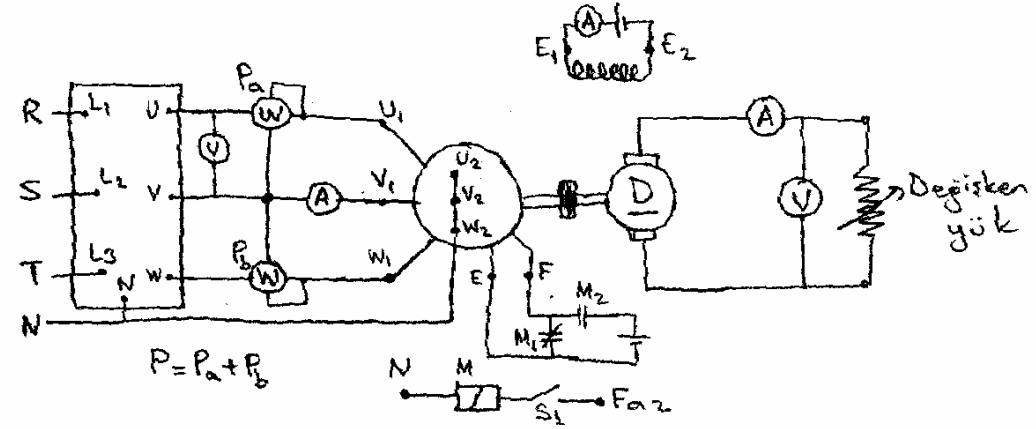 A
E₁ E₂
Pa
R L₁ U W U₁
V
A
S L₂ V A V₁
U₂
V₂
W₂
D
V
Değişken
yük
T L₃ N W Pb W W₁
E F
M₂
M₁
N
P = Pa + Pb
N M S₁ Faz